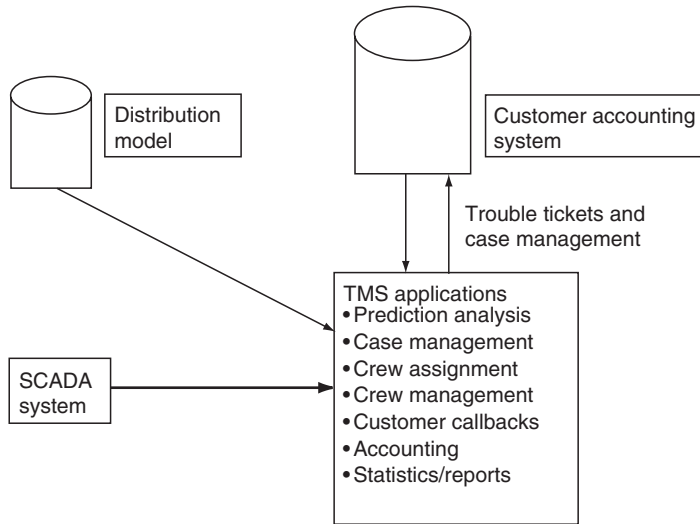 Distribution
model
Customer accounting
system
Trouble tickets and
case management
TMS applications
•Prediction analysis
•Case management
•Crew assignment
•Crew management
•Customer callbacks
•Accounting
•Statistics/reports
SCADA
system